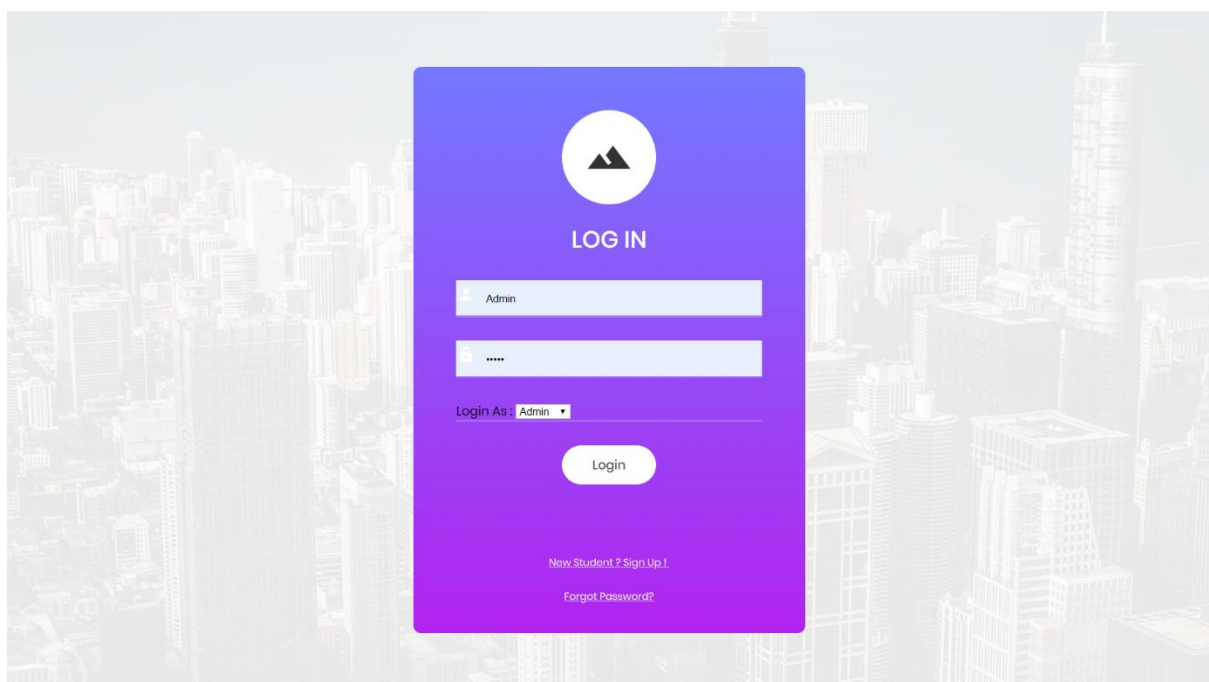 LOG IN
Admin
•••••
Login As : Admin
Login
New Student ? Sign Up !
Forgot Password?